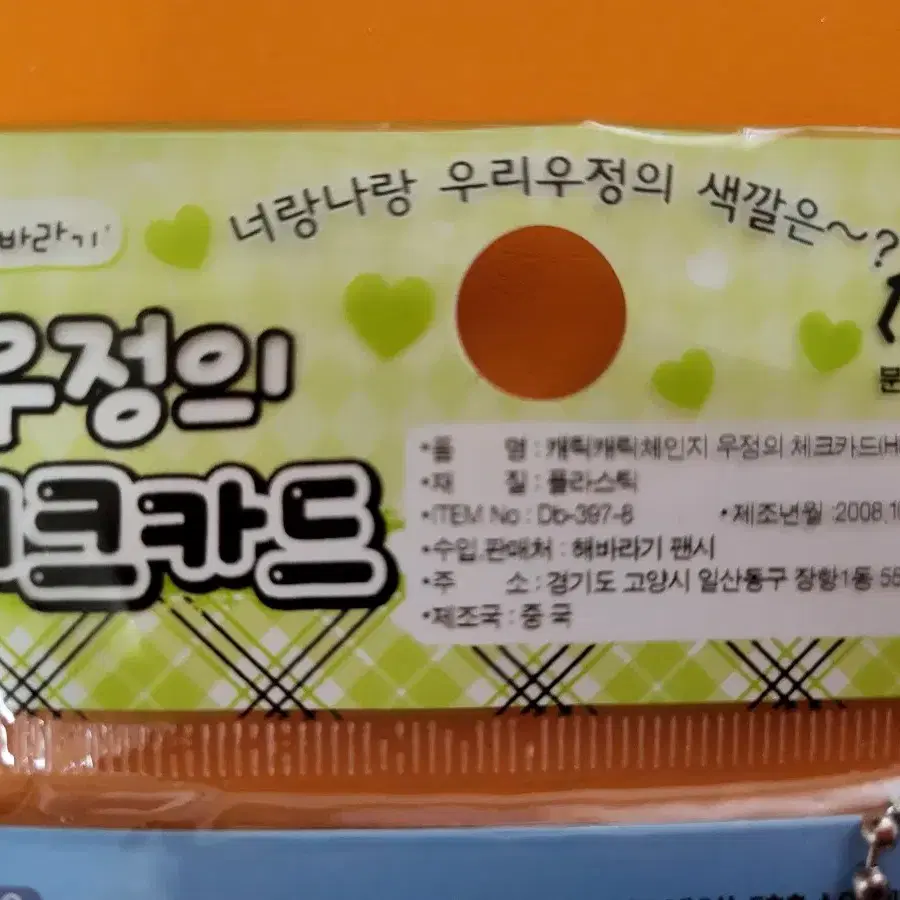 너랑나랑 우리우정의 색깔은~?
바라기
우정의
크카드
•품 명 : 캐릭캐릭체인지 우정의 체크카드(H
•재 질 : 플라스틱
•ITEM No : Db-397-8 •제조년월 :2008.10
•수입.판매처 : 해바라기 팬시
•주 소 : 경기도 고양시 일산동구 장항1동 55
•제조국 : 중 국